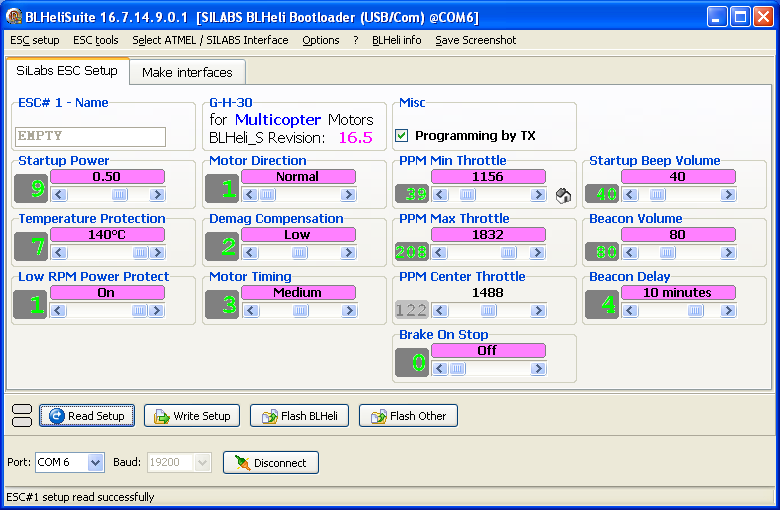 BLHeliSuite 16.7.14.9.0.1 [SILABS BLHeli Bootloader (USB/Com) @COM6]
ESC setup ESC tools Select ATMEL / SILABS Interface Options ? BLHeli info Save Screenshot
SiLabs ESC Setup Make interfaces
ESC# 1 - Name
EMPTY
G-H-30
for Multicopter Motors
BLHeli_S Revision: 16.5
Misc
Programming by TX
Startup Power
9 0.50
Motor Direction
1 Normal
PPM Min Throttle
39 1156
Startup Beep Volume
40 40
Temperature Protection
7 140°C
Demag Compensation
2 Low
PPM Max Throttle
208 1832
Beacon Volume
80 80
Low RPM Power Protect
1 On
Motor Timing
3 Medium
PPM Center Throttle
122 1488
Beacon Delay
4 10 minutes
Brake On Stop
0 Off
Read Setup Write Setup Flash BLHeli Flash Other
Port: COM 6 Baud: 19200 Disconnect
ESC#1 setup read successfully